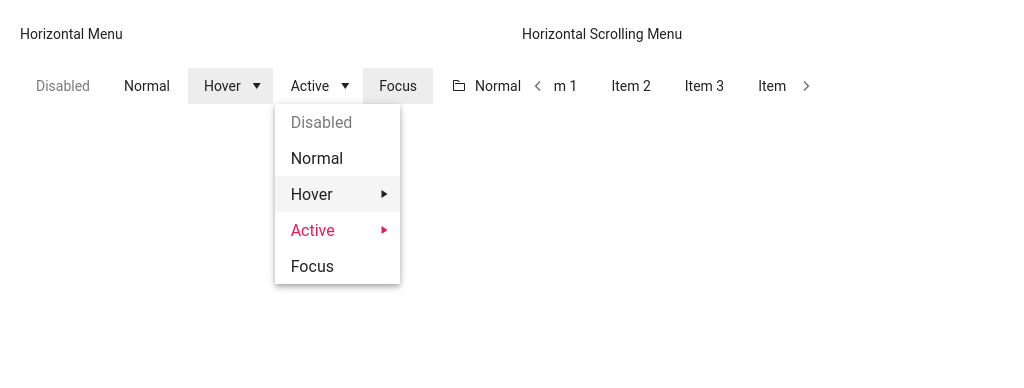 Horizontal Menu
Horizontal Scrolling Menu
Disabled Normal Hover Active Focus Normal m 1 Item 2 Item 3 Item
Disabled
Normal
Hover
Active
Focus